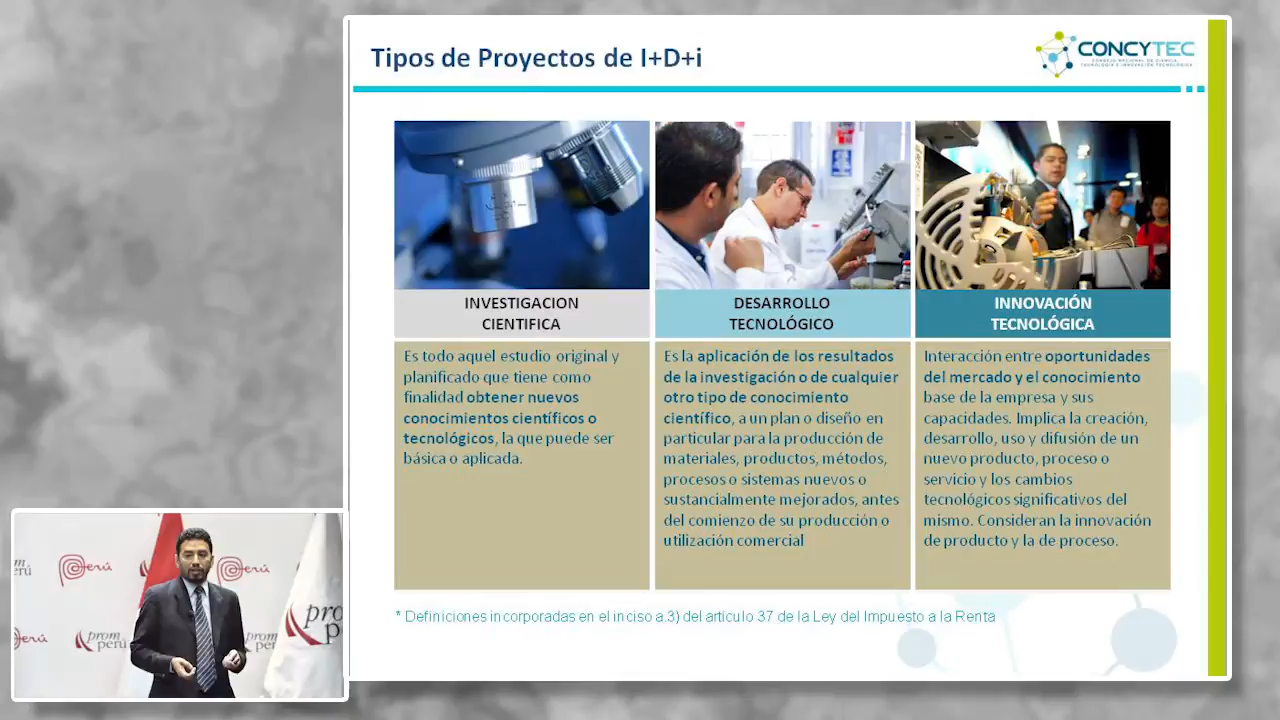 Tipos de Proyectos de I+D+i
CONCYTEC
CONSEJO NACIONAL DE CIENCIA,
TECNOLOGÍA E INNOVACIÓN TECNOLÓGICA
INVESTIGACION
CIENTIFICA
Es todo aquel estudio original y
planificado que tiene como
finalidad obtener nuevos
conocimientos científicos o
tecnológicos, la que puede ser
básica o aplicada.
DESARROLLO
TECNOLÓGICO
Es la aplicación de los resultados
de la investigación o de cualquier
otro tipo de conocimiento
científico, a un plan o diseño en
particular para la producción de
materiales, productos, métodos,
procesos o sistemas nuevos o
sustancialmente mejorados, antes
del comienzo de su producción o
utilización comercial
INNOVACIÓN
TECNOLÓGICA
Interacción entre oportunidades
del mercado y el conocimiento
base de la empresa y sus
capacidades. Implica la creación,
desarrollo, uso y difusión de un
nuevo producto, proceso o
servicio y los cambios
tecnológicos significativos del
mismo. Consideran la innovación
de producto y la de proceso.
* Definiciones incorporadas en el inciso a.3) del artículo 37 de la Ley del Impuesto a la Renta
Perú
Perú
prom
perú
prom
perú